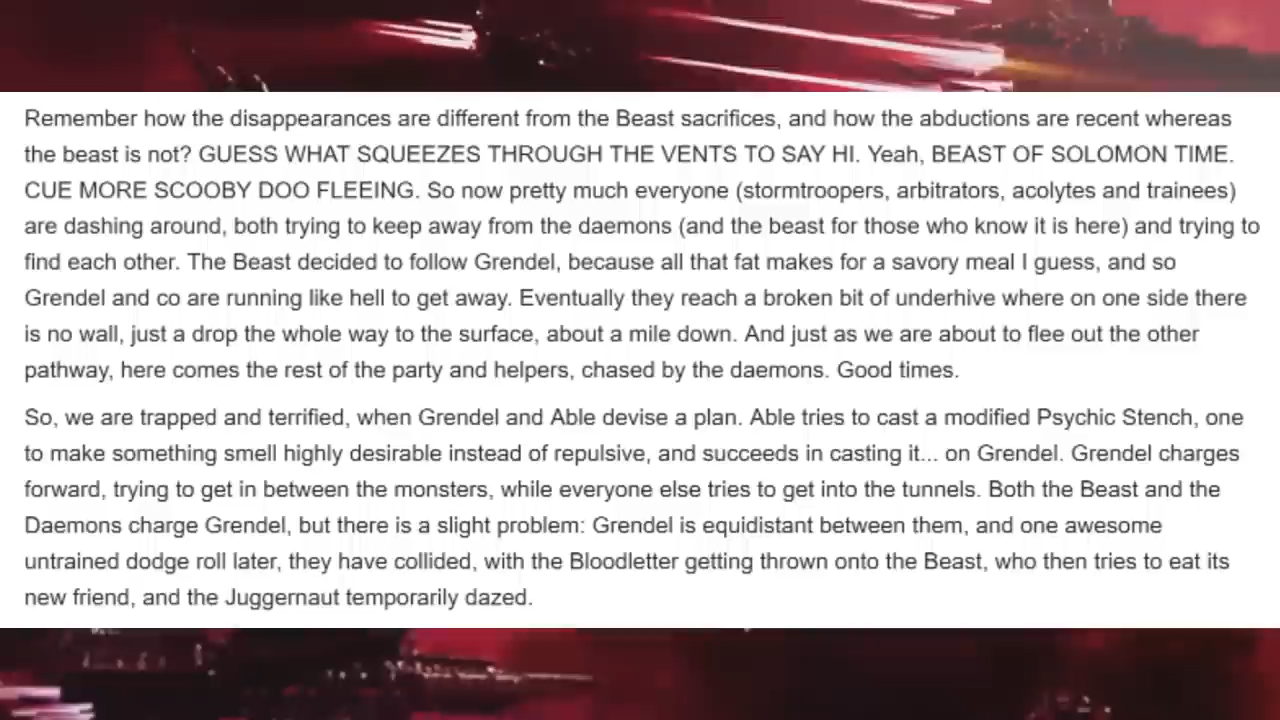 Remember how the disappearances are different from the Beast sacrifices, and how the abductions are recent whereas
the beast is not? GUESS WHAT SQUEEZES THROUGH THE VENTS TO SAY HI. Yeah, BEAST OF SOLOMON TIME.
CUE MORE SCOOBY DOO FLEEING. So now pretty much everyone (stormtroopers, arbitrators, acolytes and trainees)
are dashing around, both trying to keep away from the daemons (and the beast for those who know it is here) and trying to
find each other. The Beast decided to follow Grendel, because all that fat makes for a savory meal I guess, and so
Grendel and co are running like hell to get away. Eventually they reach a broken bit of underhive where on one side there
is no wall, just a drop the whole way to the surface, about a mile down. And just as we are about to flee out the other
pathway, here comes the rest of the party and helpers, chased by the daemons. Good times.
So, we are trapped and terrified, when Grendel and Able devise a plan. Able tries to cast a modified Psychic Stench, one
to make something smell highly desirable instead of repulsive, and succeeds in casting it... on Grendel. Grendel charges
forward, trying to get in between the monsters, while everyone else tries to get into the tunnels. Both the Beast and the
Daemons charge Grendel, but there is a slight problem: Grendel is equidistant between them, and one awesome
untrained dodge roll later, they have collided, with the Bloodletter getting thrown onto the Beast, who then tries to eat its
new friend, and the Juggernaut temporarily dazed.